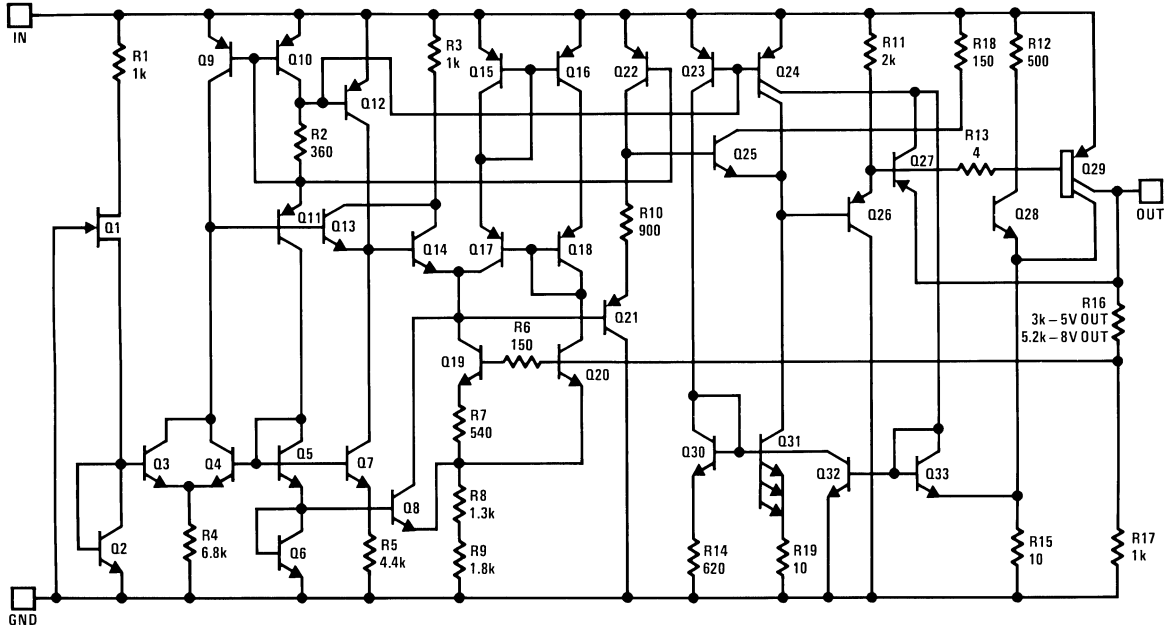 IN
R1
1k
Q9
Q10
Q12
R2
360
R3
1k
Q15
Q16
Q22
Q23
Q24
R11
2k
R18
150
R12
500
R13
4
Q25
Q27
Q29
OUT
Q1
Q11
Q13
Q14
Q17
Q18
R10
900
Q26
Q28
Q21
R16
3k–5V OUT
5.2k–8V OUT
R6
150
Q19
Q20
R7
540
Q3
Q4
Q5
Q7
Q8
R8
1.3k
Q30
Q31
Q32
Q33
Q2
R4
6.8k
Q6
R5
4.4k
R9
1.8k
R14
620
R19
10
R15
10
R17
1k
GND